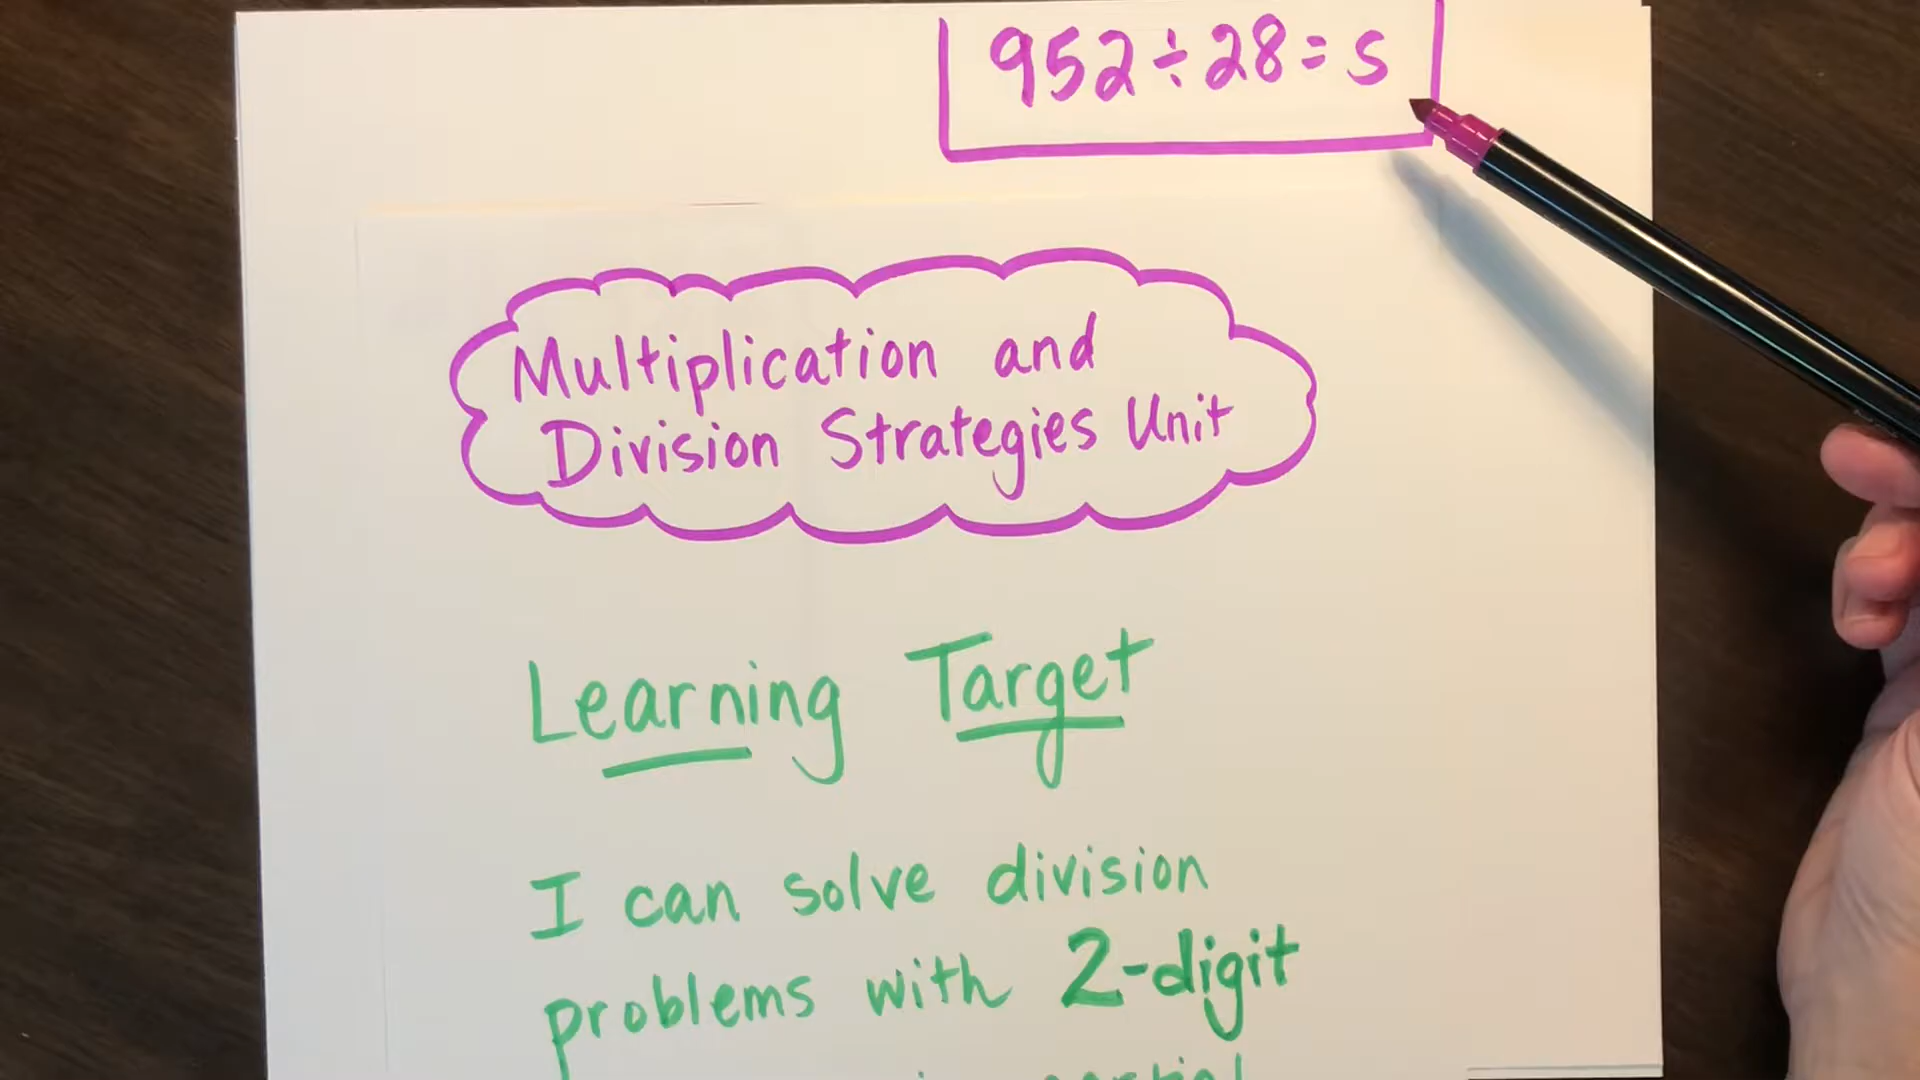 952÷28=s
Multiplication and
Division Strategies Unit
Learning Target
I can solve division
problems with 2-digit